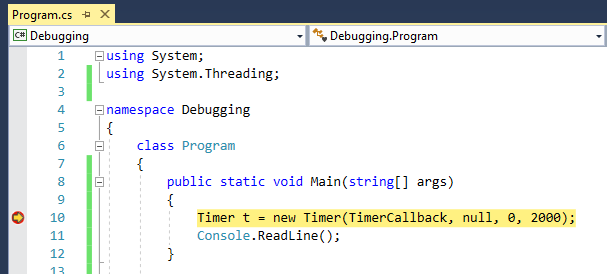 Program.cs
C# Debugging
Debugging.Program
1 using System;
2 using System.Threading;
3
4 namespace Debugging
5 {
6 class Program
7 {
8 public static void Main(string[] args)
9 {
10 Timer t = new Timer(TimerCallback, null, 0, 2000);
11 Console.ReadLine();
12 }
13